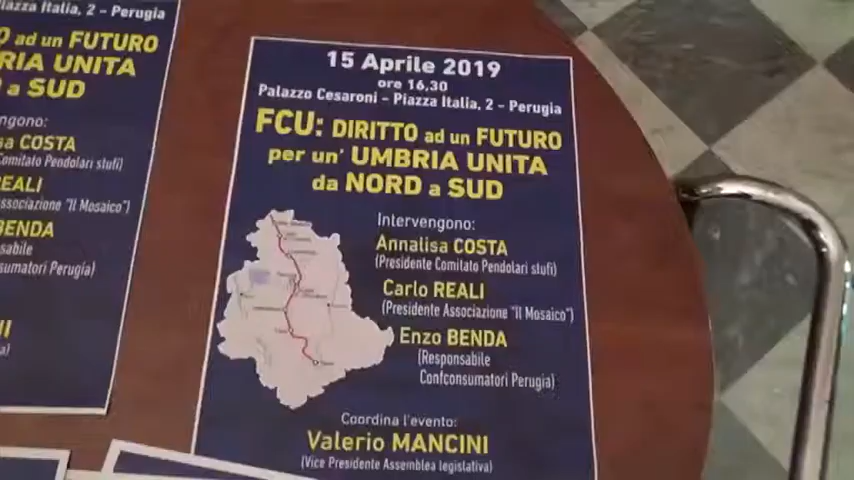 Piazza Italia, 2 – Perugia
O ad un FUTURO
RIA UNITA
a SUD
COSTA
Comitato Pendolari stufi)
REALI
Associazione "Il Mosaico")
BENDA
Confconsumatori Perugia)
15 Aprile 2019
ore 16,30
Palazzo Cesaroni – Piazza Italia, 2 – Perugia
FCU: DIRITTO ad un FUTURO
per un' UMBRIA UNITA
da NORD a SUD
Intervengono:
Annalisa COSTA
(Presidente Comitato Pendolari stufi)
Carlo REALI
(Presidente Associazione "Il Mosaico")
Enzo BENDA
(Responsabile
Confconsumatori Perugia)
Coordina l'evento:
Valerio MANCINI
(Vice Presidente Assemblea legislativa)